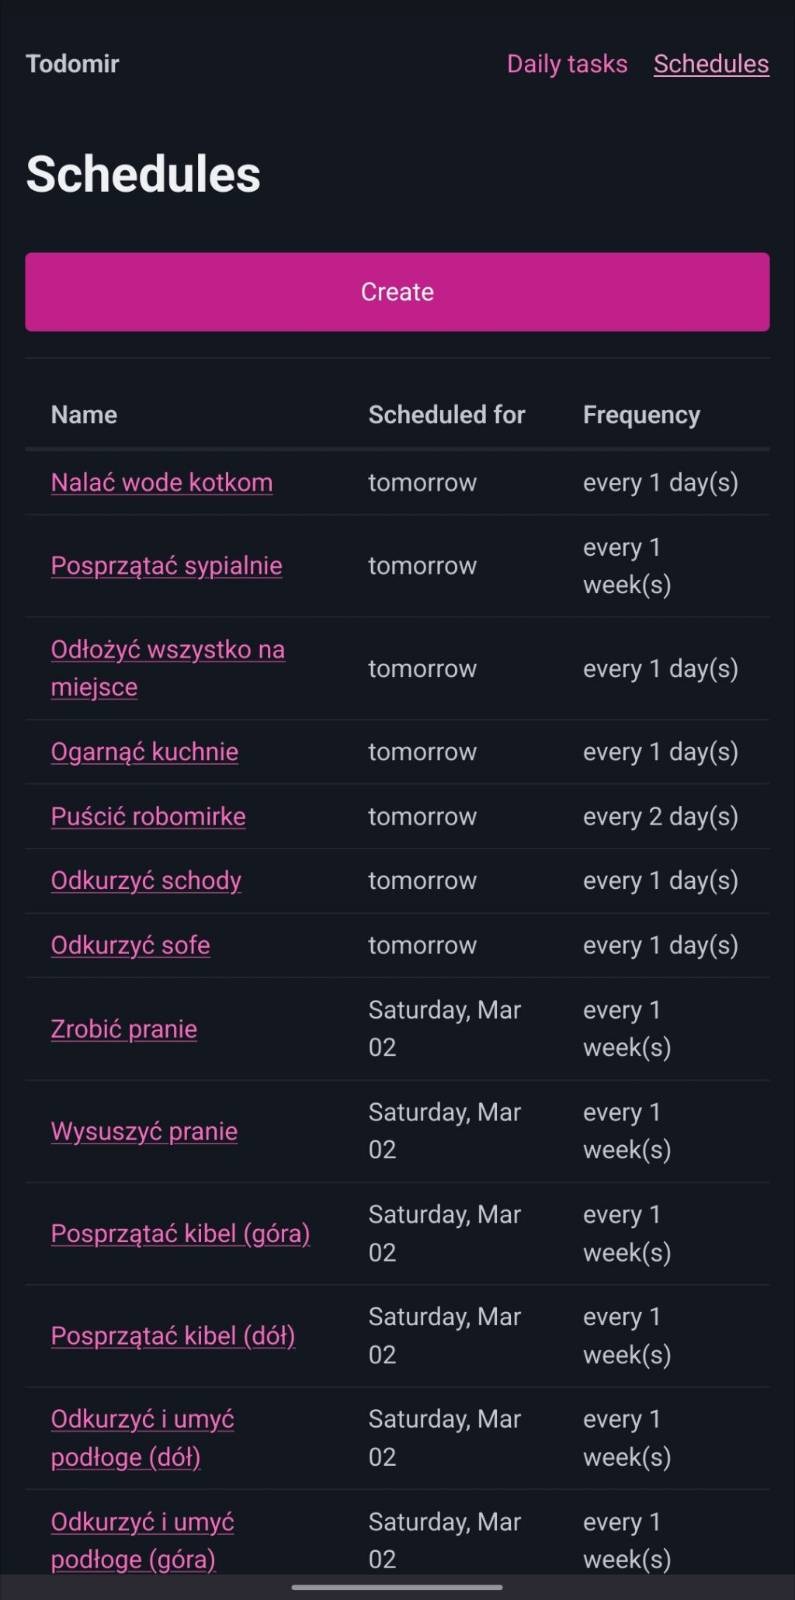 Todomir Daily tasks Schedules
Schedules
Create
Name Scheduled for Frequency
Nalać wode kotkom tomorrow every 1 day(s)
Posprzątać sypialnie tomorrow every 1
week(s)
Odłożyć wszystko na
miejsce tomorrow every 1 day(s)
Ogarnąć kuchnie tomorrow every 1 day(s)
Puścić robomirke tomorrow every 2 day(s)
Odkurzyć schody tomorrow every 1 day(s)
Odkurzyć sofe tomorrow every 1 day(s)
Zrobić pranie Saturday, Mar every 1
02 week(s)
Wysuszyć pranie Saturday, Mar every 1
02 week(s)
Posprzątać kibel (góra) Saturday, Mar every 1
02 week(s)
Posprzątać kibel (dół) Saturday, Mar every 1
02 week(s)
Odkurzyć i umyć Saturday, Mar every 1
podłoge (dół) 02 week(s)
Odkurzyć i umyć Saturday, Mar every 1
podłoge (góra) 02 week(s)